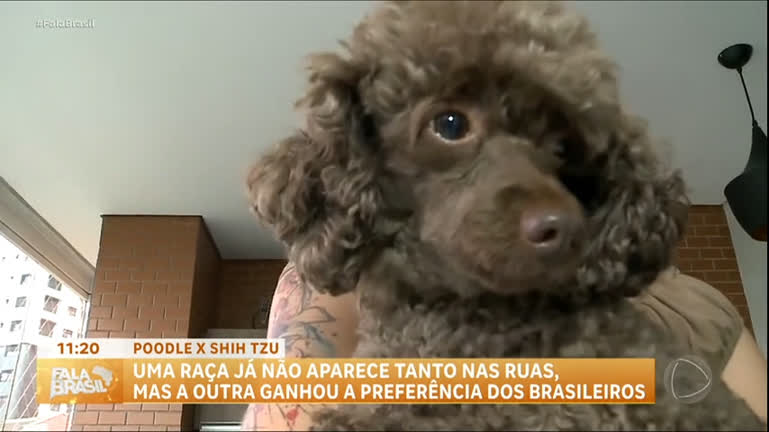 #FalaBrasil
11:20 POODLE X SHIH TZU
UMA RAÇA JÁ NÃO APARECE TANTO NAS RUAS,
MAS A OUTRA GANHOU A PREFERÊNCIA DOS BRASILEIROS
FALA
BRASIL